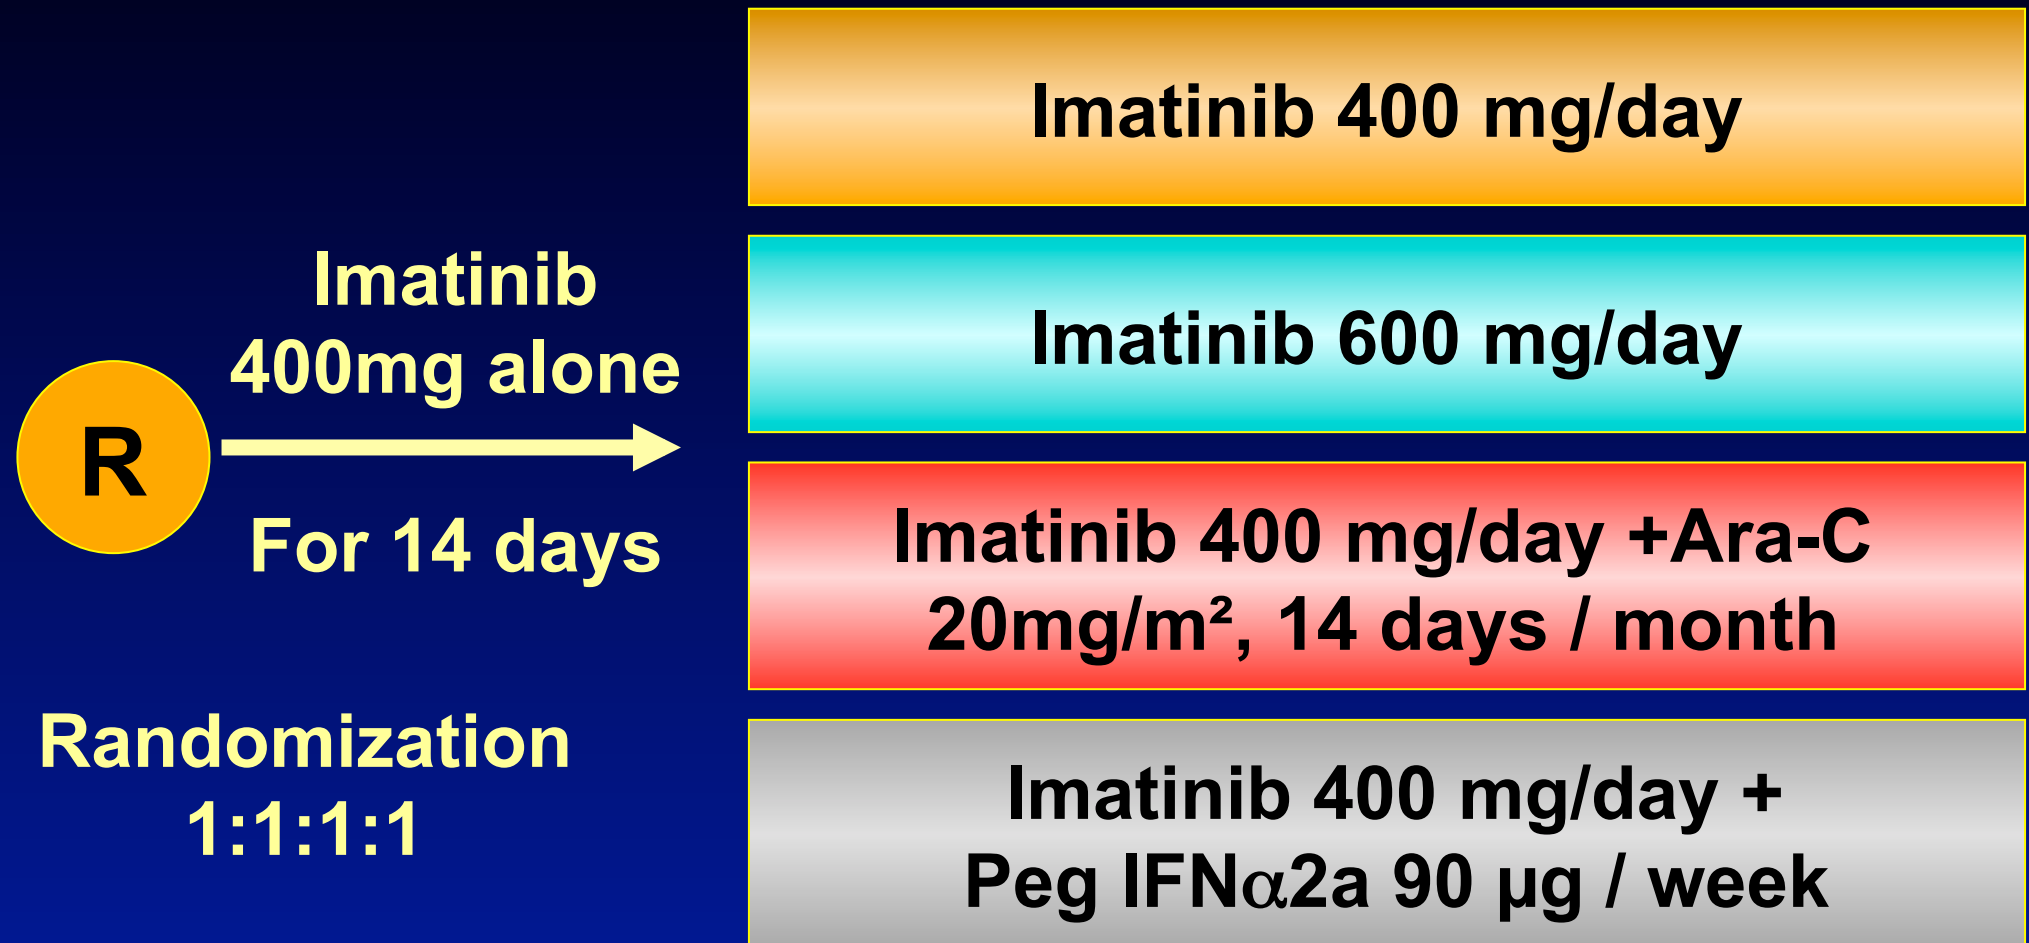 R
Imatinib
400mg alone
For 14 days
Randomization
1:1:1:1
Imatinib 400 mg/day
Imatinib 600 mg/day
Imatinib 400 mg/day +Ara-C
20mg/m², 14 days / month
Imatinib 400 mg/day +
Peg IFNα2a 90 µg / week